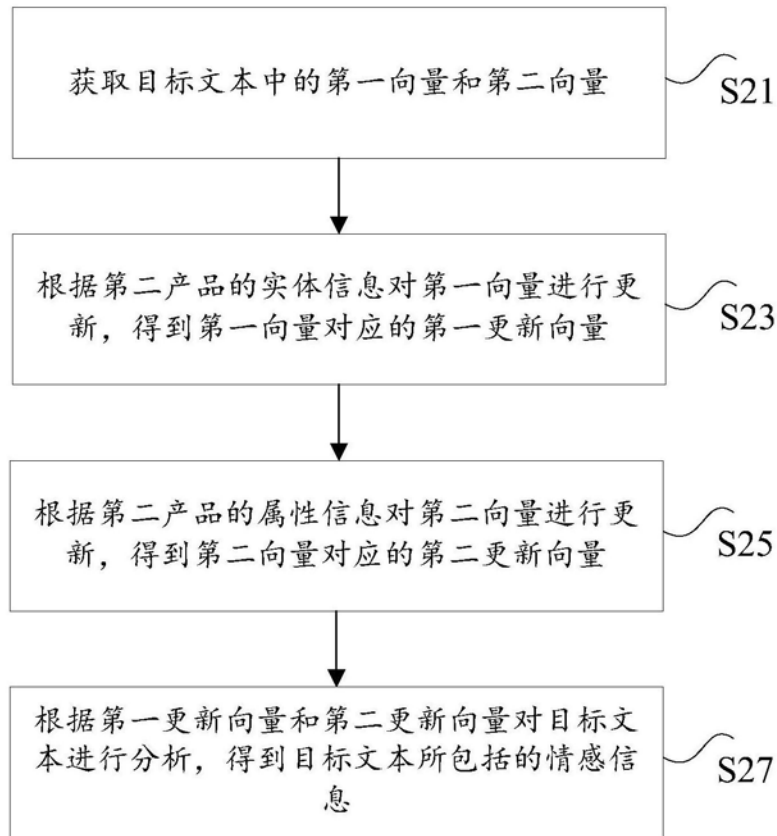 获取目标文本中的第一向量和第二向量
S21
根据第二产品的实体信息对第一向量进行更
新，得到第一向量对应的第一更新向量
S23
根据第二产品的属性信息对第二向量进行更
新，得到第二向量对应的第二更新向量
S25
根据第一更新向量和第二更新向量对目标文
本进行分析，得到目标文本所包括的情感信
息
S27